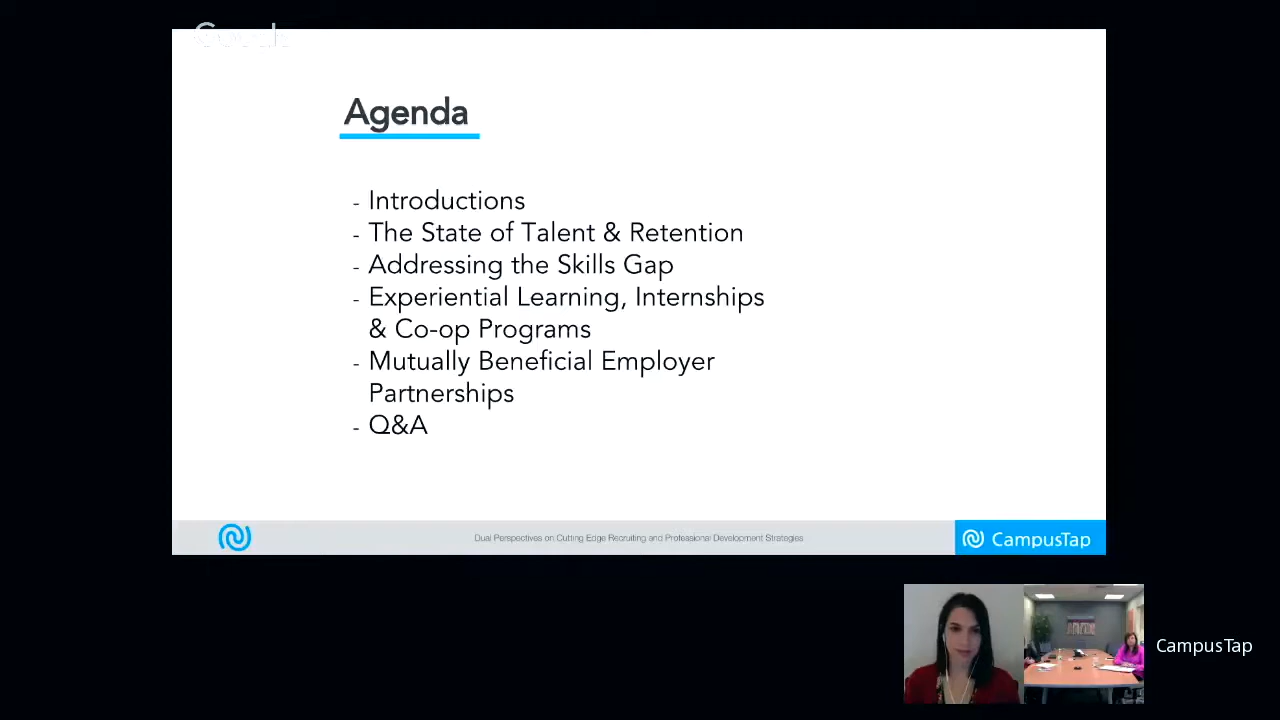 Agenda
- Introductions
- The State of Talent & Retention
- Addressing the Skills Gap
- Experiential Learning, Internships
& Co-op Programs
- Mutually Beneficial Employer
Partnerships
- Q&A
Dual Perspectives on Cutting Edge Recruiting and Professional Development Strategies
CampusTap
CampusTap